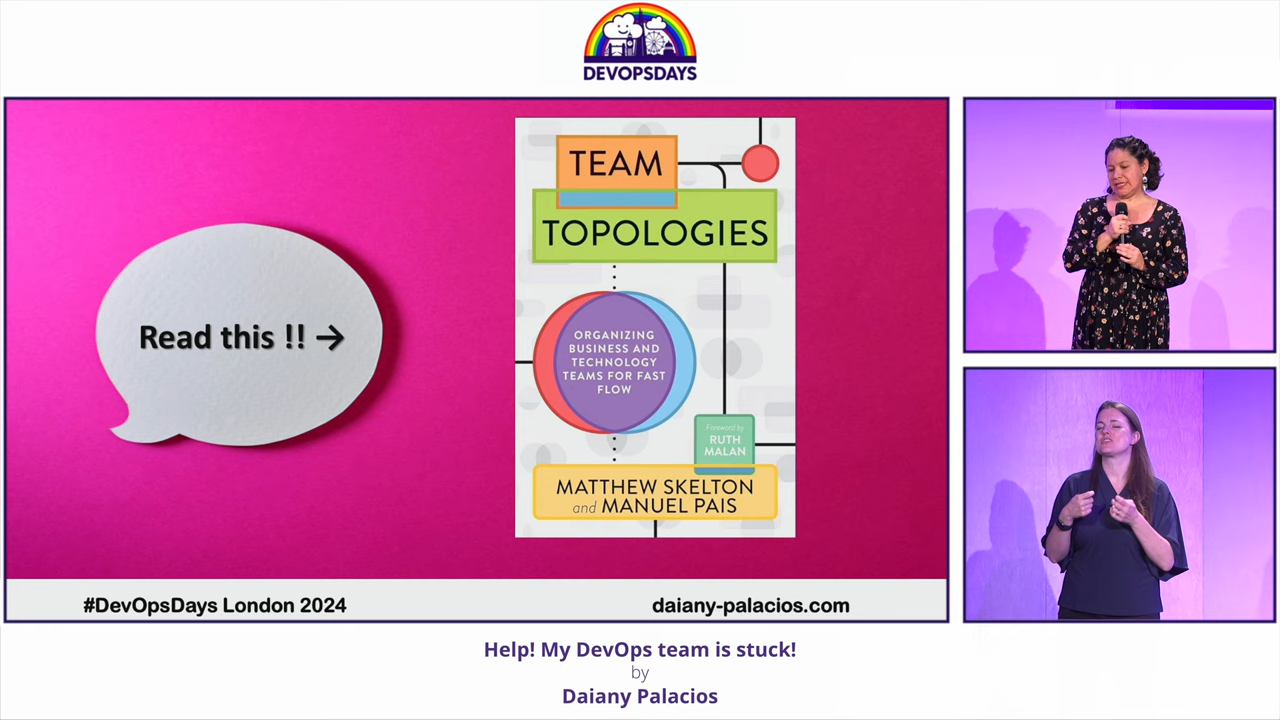 DEVOPSDAYS
Read this !! →
TEAM
TOPOLOGIES
ORGANIZING
BUSINESS AND
TECHNOLOGY
TEAMS FOR FAST
FLOW
Foreword by
RUTH
MALAN
MATTHEW SKELTON
and MANUEL PAIS
#DevOpsDays London 2024
daiany-palacios.com
Help! My DevOps team is stuck!
by
Daiany Palacios